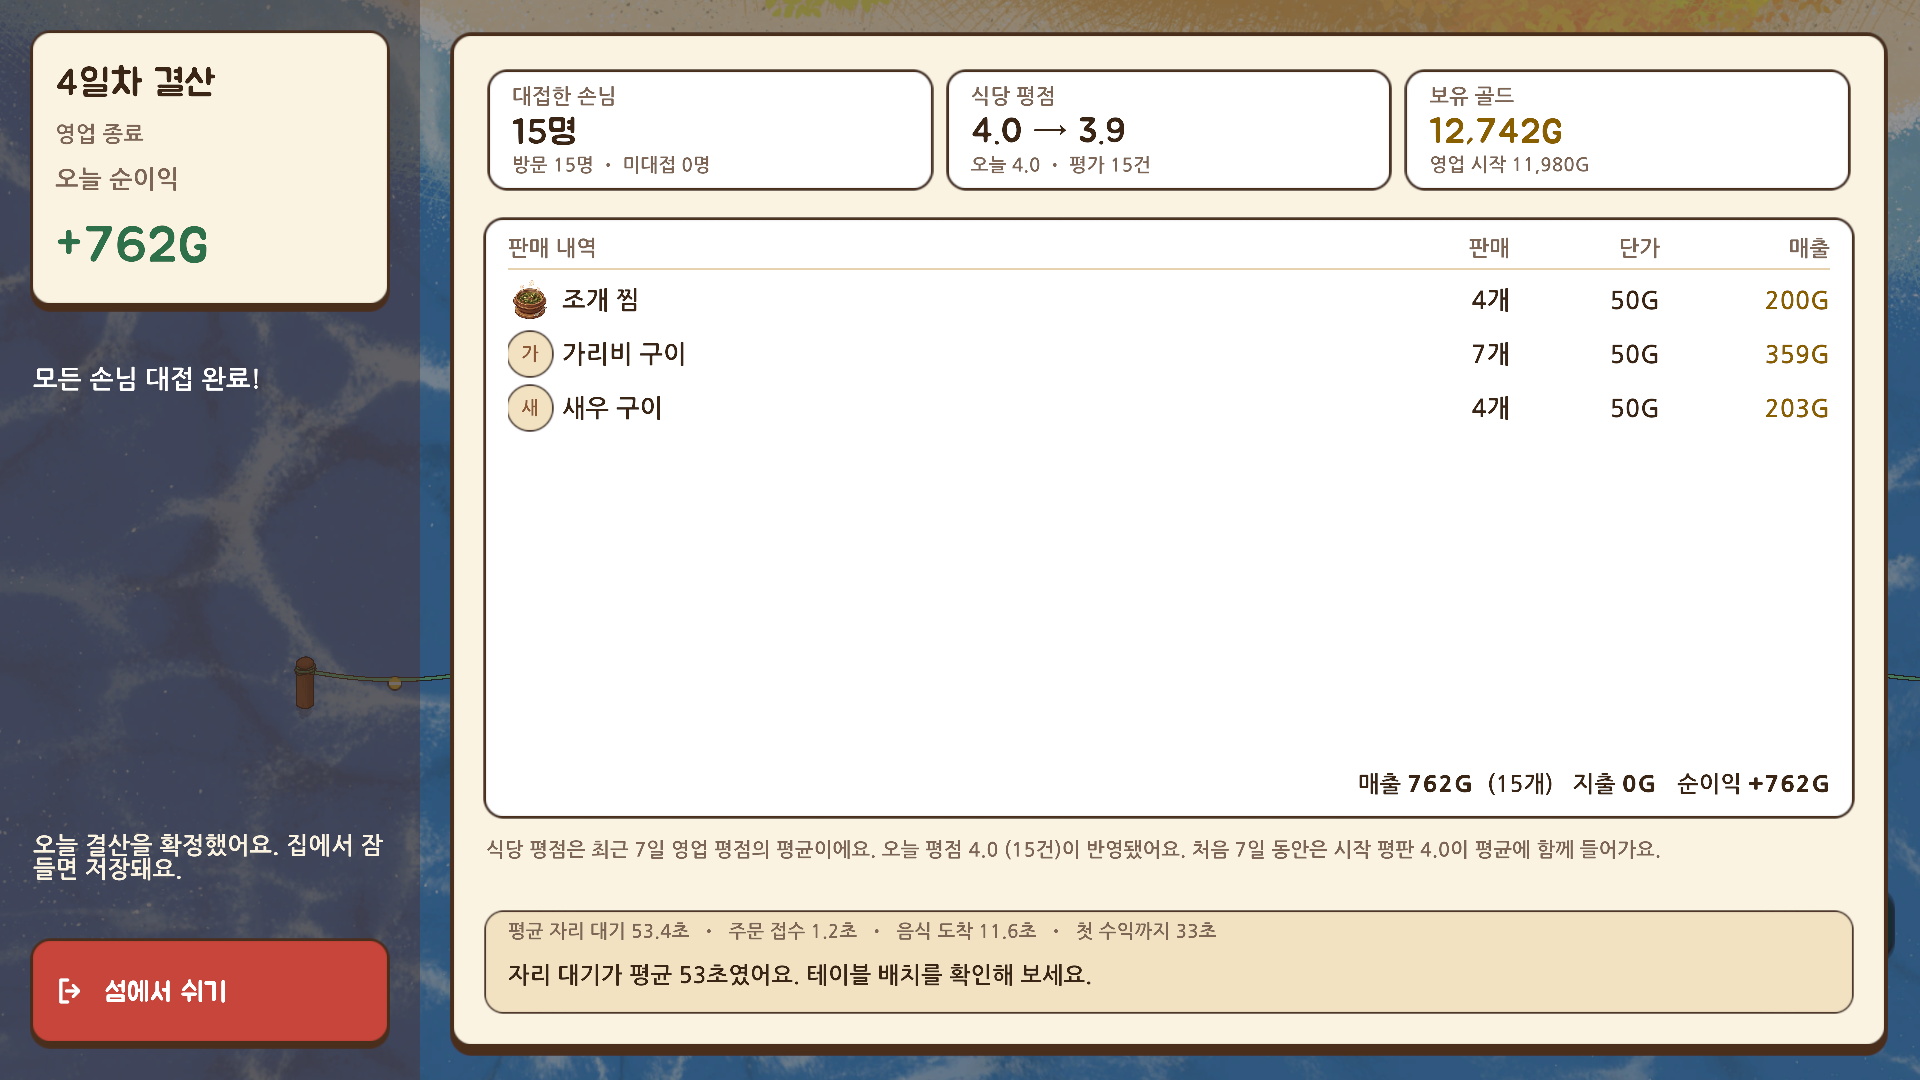 4일차 결산
영업 종료
오늘 순이익
+762G
모든 손님 대접 완료!
오늘 결산을 확정했어요. 집에서 잠
들면 저장돼요.
섬에서 쉬기
대접한 손님
15명
방문 15명 · 미대접 0명
식당 평점
4.0 → 3.9
오늘 4.0 · 평가 15건
보유 골드
12,742G
영업 시작 11,980G
판매 내역 판매 단가 매출
조개 찜 4개 50G 200G
가 가리비 구이 7개 50G 359G
새 새우 구이 4개 50G 203G
매출 762G (15개) 지출 0G 순이익 +762G
식당 평점은 최근 7일 영업 평점의 평균이에요. 오늘 평점 4.0 (15건)이 반영됐어요. 처음 7일 동안은 시작 평판 4.0이 평균에 함께 들어가요.
평균 자리 대기 53.4초 · 주문 접수 1.2초 · 음식 도착 11.6초 · 첫 수익까지 33초
자리 대기가 평균 53초였어요. 테이블 배치를 확인해 보세요.